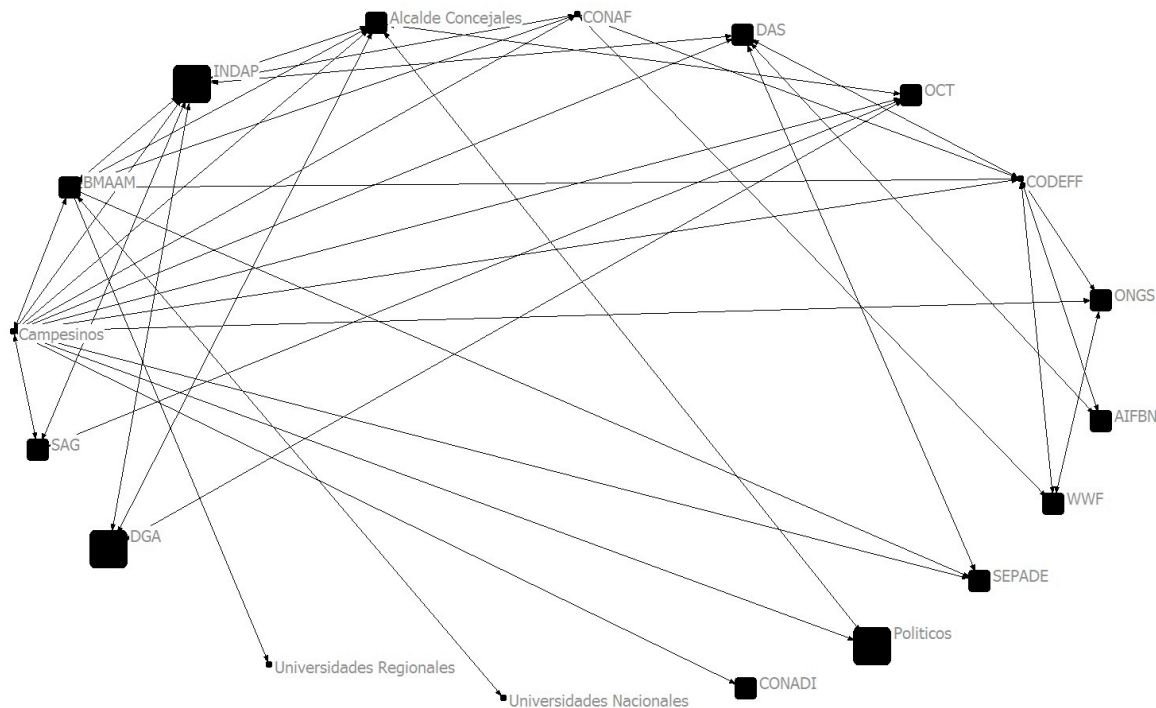 Alcalde Concejales
CONAF
DAS
INDAP
OCT
BMAAM
CODEFF
ONGS
Campesinos
AIFBN
SAG
WWF
DGA
SEPADE
Politicos
Universidades Regionales
CONADI
Universidades Nacionales